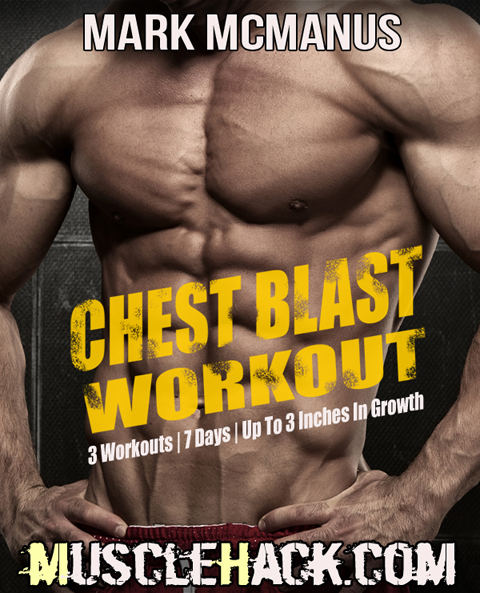 MARK MCMANUS
CHEST BLAST
WORKOUT
3 Workouts | 7 Days | Up To 3 Inches In Growth
MUSCLEHACK.COM